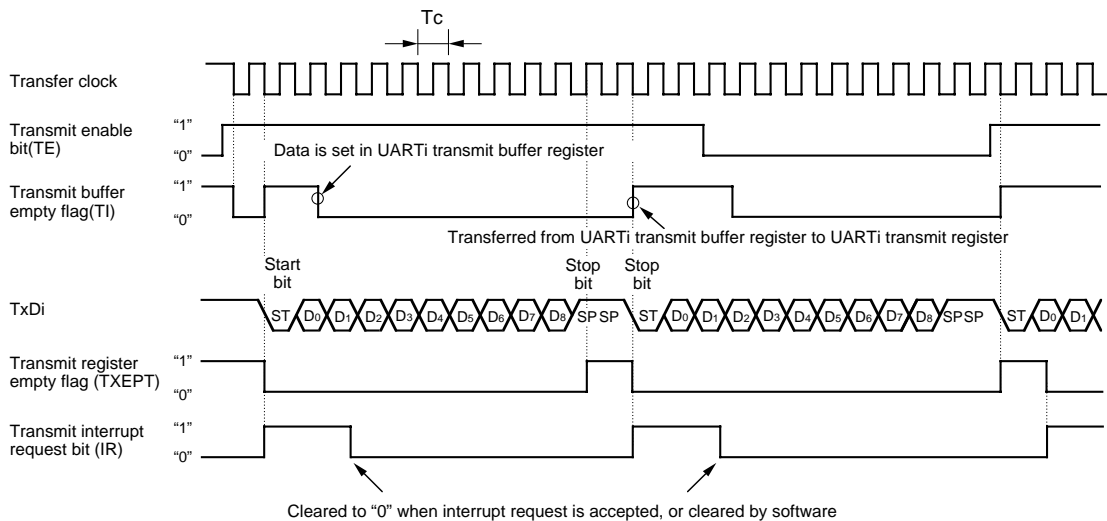 Tc
Transfer clock
Transmit enable
bit(TE)
“1”
“0”
Data is set in UARTi transmit buffer register
Transmit buffer
empty flag(TI)
“1”
“0”
Transferred from UARTi transmit buffer register to UARTi transmit register
Start
bit
Stop
bit
Stop
bit
TxDi
ST D0 D1 D2 D3 D4 D5 D6 D7 D8 SP SP ST D0 D1 D2 D3 D4 D5 D6 D7 D8 SP SP ST D0 D1
Transmit register
empty flag (TXEPT)
“1”
“0”
Transmit interrupt
request bit (IR)
“1”
“0”
Cleared to “0” when interrupt request is accepted, or cleared by software